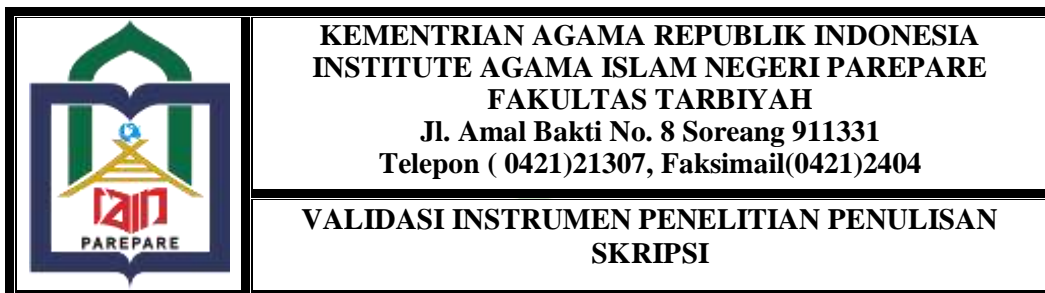 KEMENTRIAN AGAMA REPUBLIK INDONESIA
INSTITUTE AGAMA ISLAM NEGERI PAREPARE
FAKULTAS TARBIYAH
Jl. Amal Bakti No. 8 Soreang 911331
Telepon ( 0421)21307, Faksimail(0421)2404
iain
PAREPARE
VALIDASI INSTRUMEN PENELITIAN PENULISAN
SKRIPSI